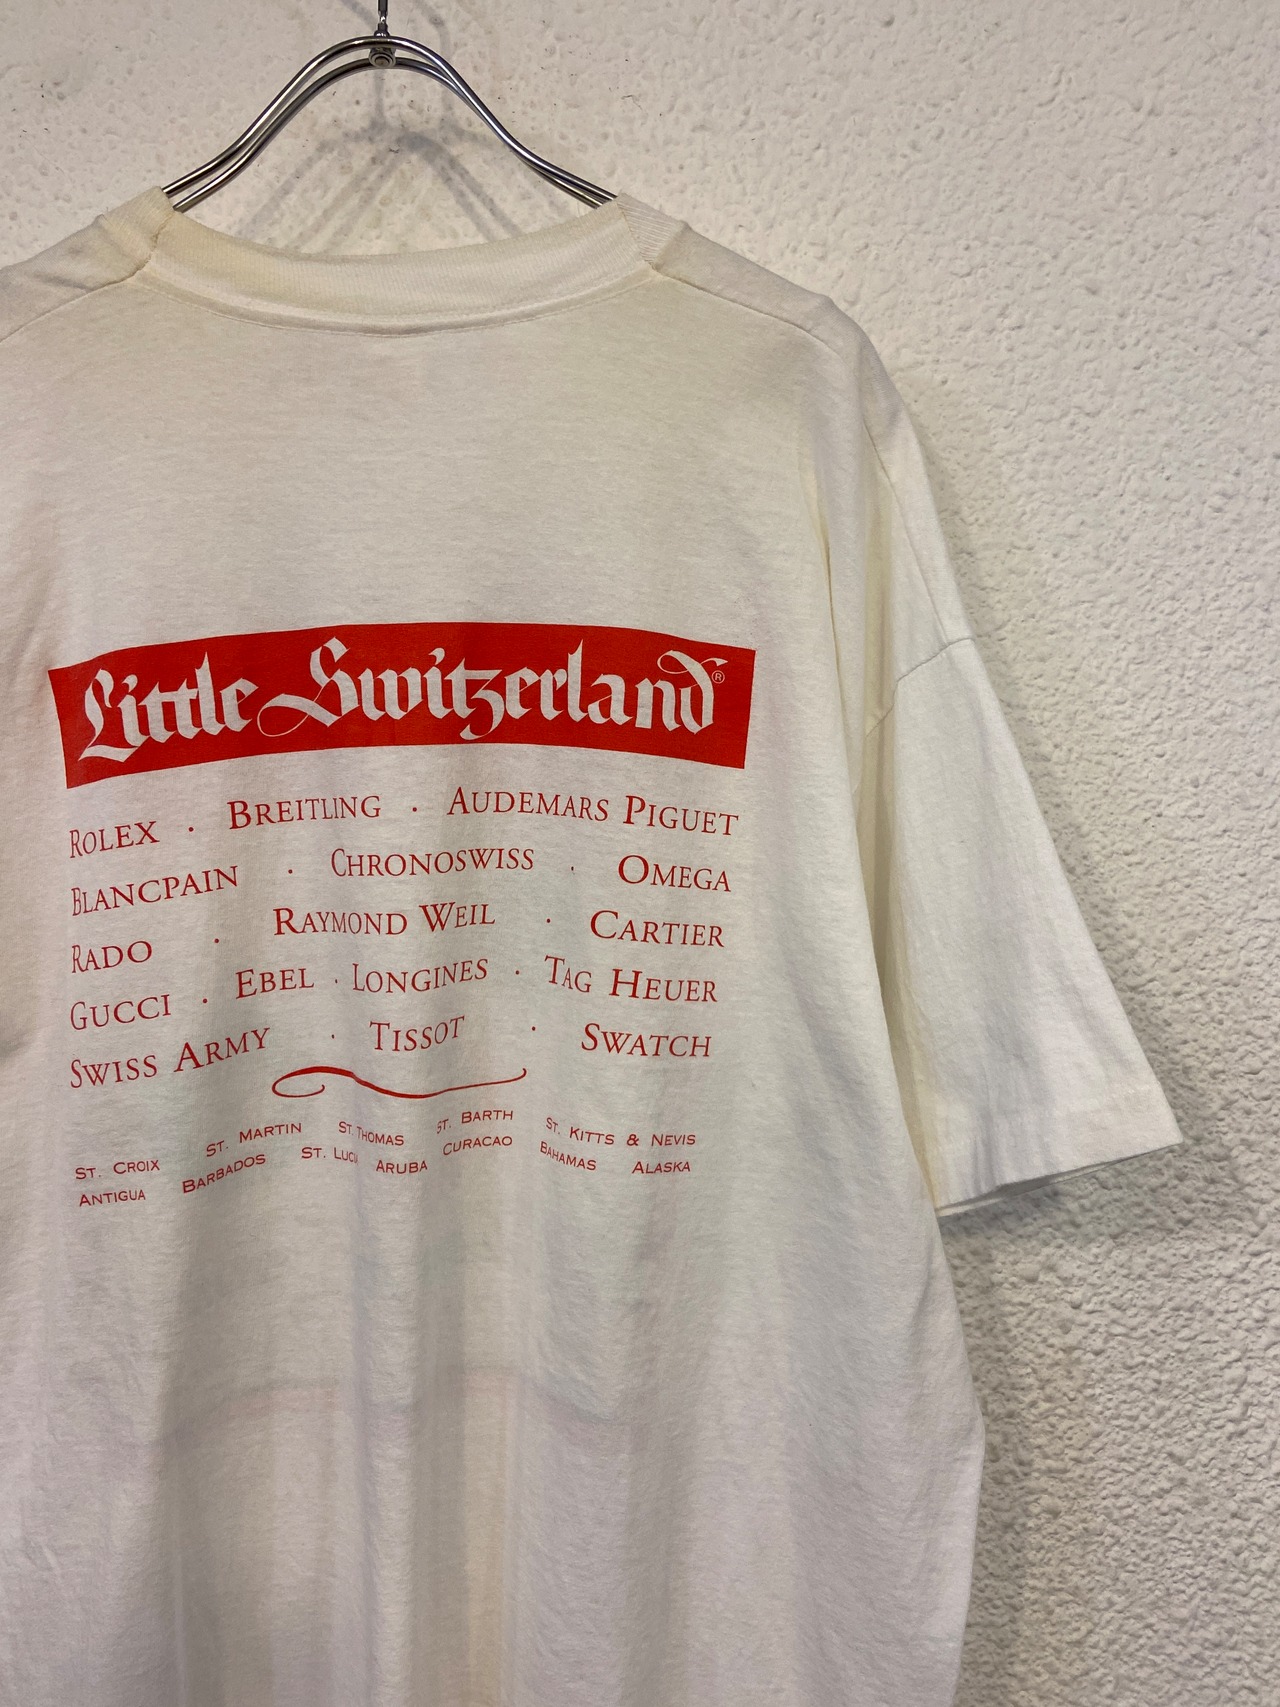 Little Switzerland®
ROLEX · BREITLING · AUDEMARS PIGUET
BLANCPAIN · CHRONOSWISS · OMEGA
RADO · RAYMOND WEIL · CARTIER
GUCCI · EBEL · LONGINES · TAG HEUER
SWISS ARMY · TISSOT · SWATCH
ST. CROIX ST. MARTIN ST. THOMAS ST. BARTH ST. KITTS & NEVIS
ANTIGUA BARBADOS ST. LUCIA ARUBA CURACAO BAHAMAS ALASKA